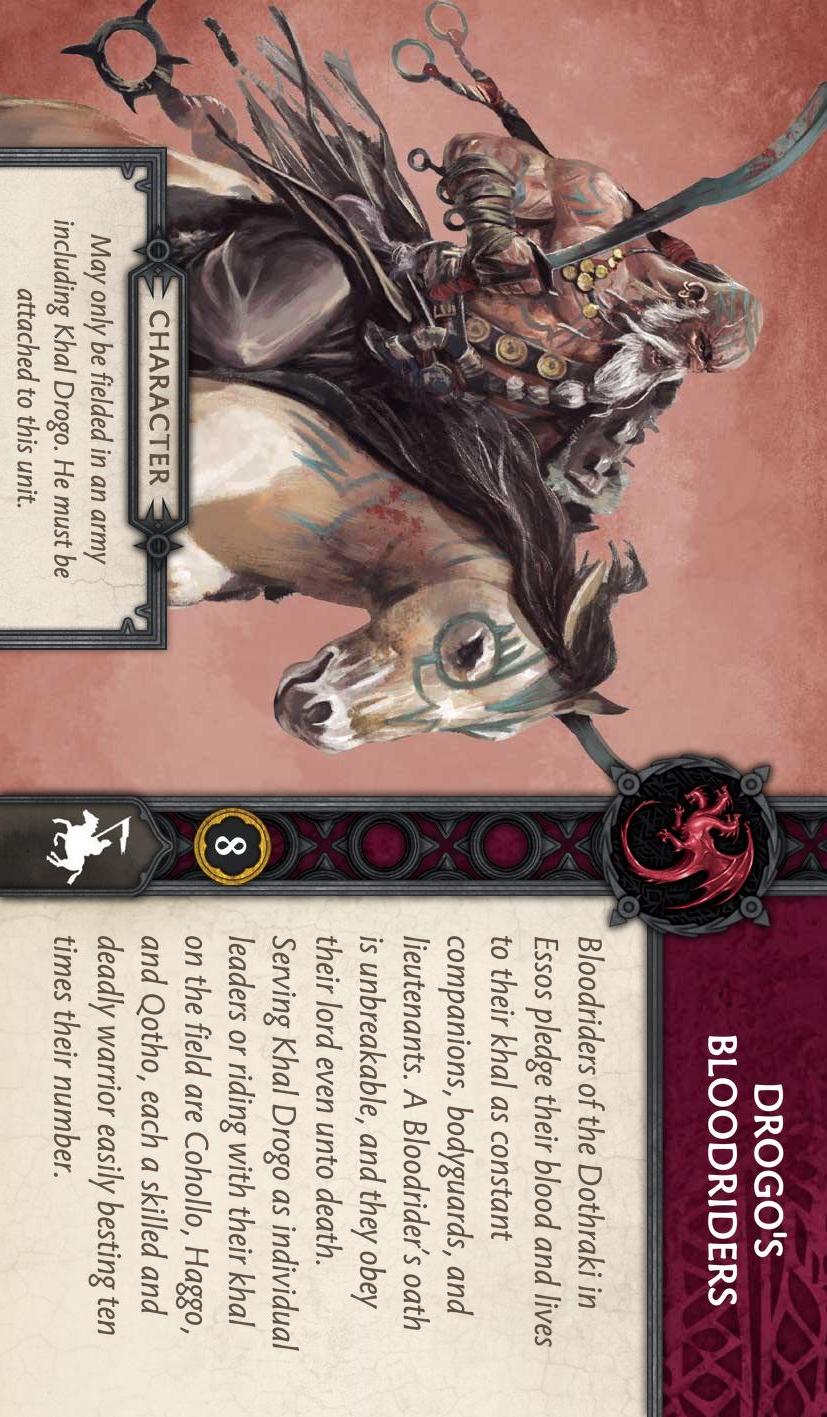 DROGO'S
BLOODRIDERS
Bloodriders of the Dothraki in
Essos pledge their blood and lives
to their khal as constant
companions, bodyguards, and
lieutenants. A Bloodrider's oath
is unbreakable, and they obey
their lord even unto death.
Serving Khal Drogo as individual
leaders or riding with their khal
on the field are Cohollo, Haggo,
and Qotho, each a skilled and
deadly warrior easily besting ten
times their number.
8
CHARACTER
May only be fielded in an army
including Khal Drogo. He must be
attached to this unit.